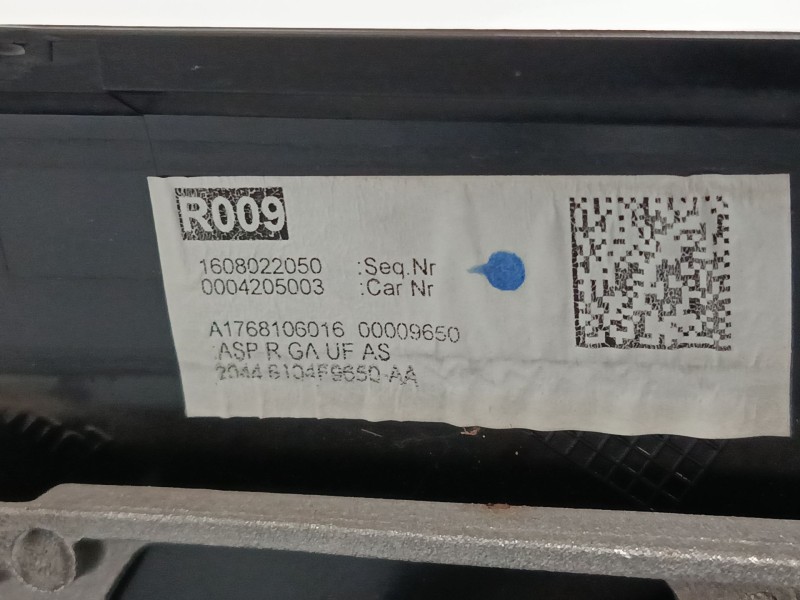 R009
1608022050 :Seq.Nr
0004205003 :Car Nr
A1768106016 00009650
:ASP R GA UF AS